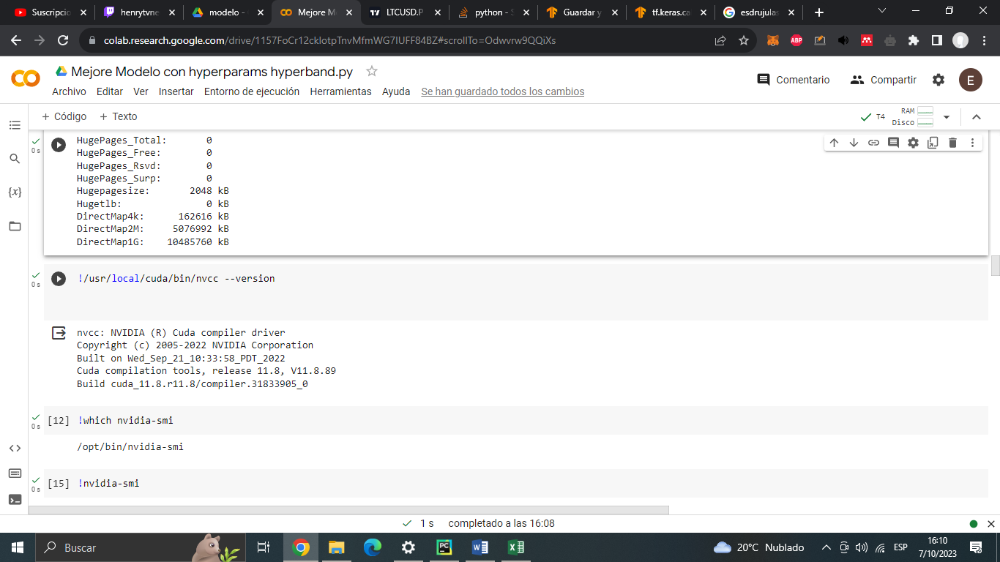 Suscripcio
henrytvne
modelo -
Mejore M
LTCUSD.P
python - S
Guardar y
tf.keras.ca
esdrujulas
colab.research.google.com/drive/1157FoCr12ckIotpTnvMfmWG7IUFF84BZ#scrollTo=Odwvrw9QQiXs
ABP
Mejore Modelo con hyperparams hyperband.py
Archivo Editar Ver Insertar Entorno de ejecución Herramientas Ayuda Se han guardado todos los cambios
Comentario Compartir E
+ Código + Texto
T4 RAM
Disco
HugePages_Total: 0
0 s
HugePages_Free: 0
HugePages_Rsvd: 0
HugePages_Surp: 0
Hugepagesize: 2048 kB
Hugetlb: 0 kB
DirectMap4k: 162616 kB
DirectMap2M: 5076992 kB
DirectMap1G: 10485760 kB
{x}
!/usr/local/cuda/bin/nvcc --version
0 s
nvcc: NVIDIA (R) Cuda compiler driver
Copyright (c) 2005-2022 NVIDIA Corporation
Built on Wed_Sep_21_10:33:58_PDT_2022
Cuda compilation tools, release 11.8, V11.8.89
Build cuda_11.8.r11.8/compiler.31833905_0
[12] !which nvidia-smi
0 s
/opt/bin/nvidia-smi
[15] !nvidia-smi
0 s
1 s completado a las 16:08
Buscar
PC
20°C Nublado
ESP
16:10
7/10/2023